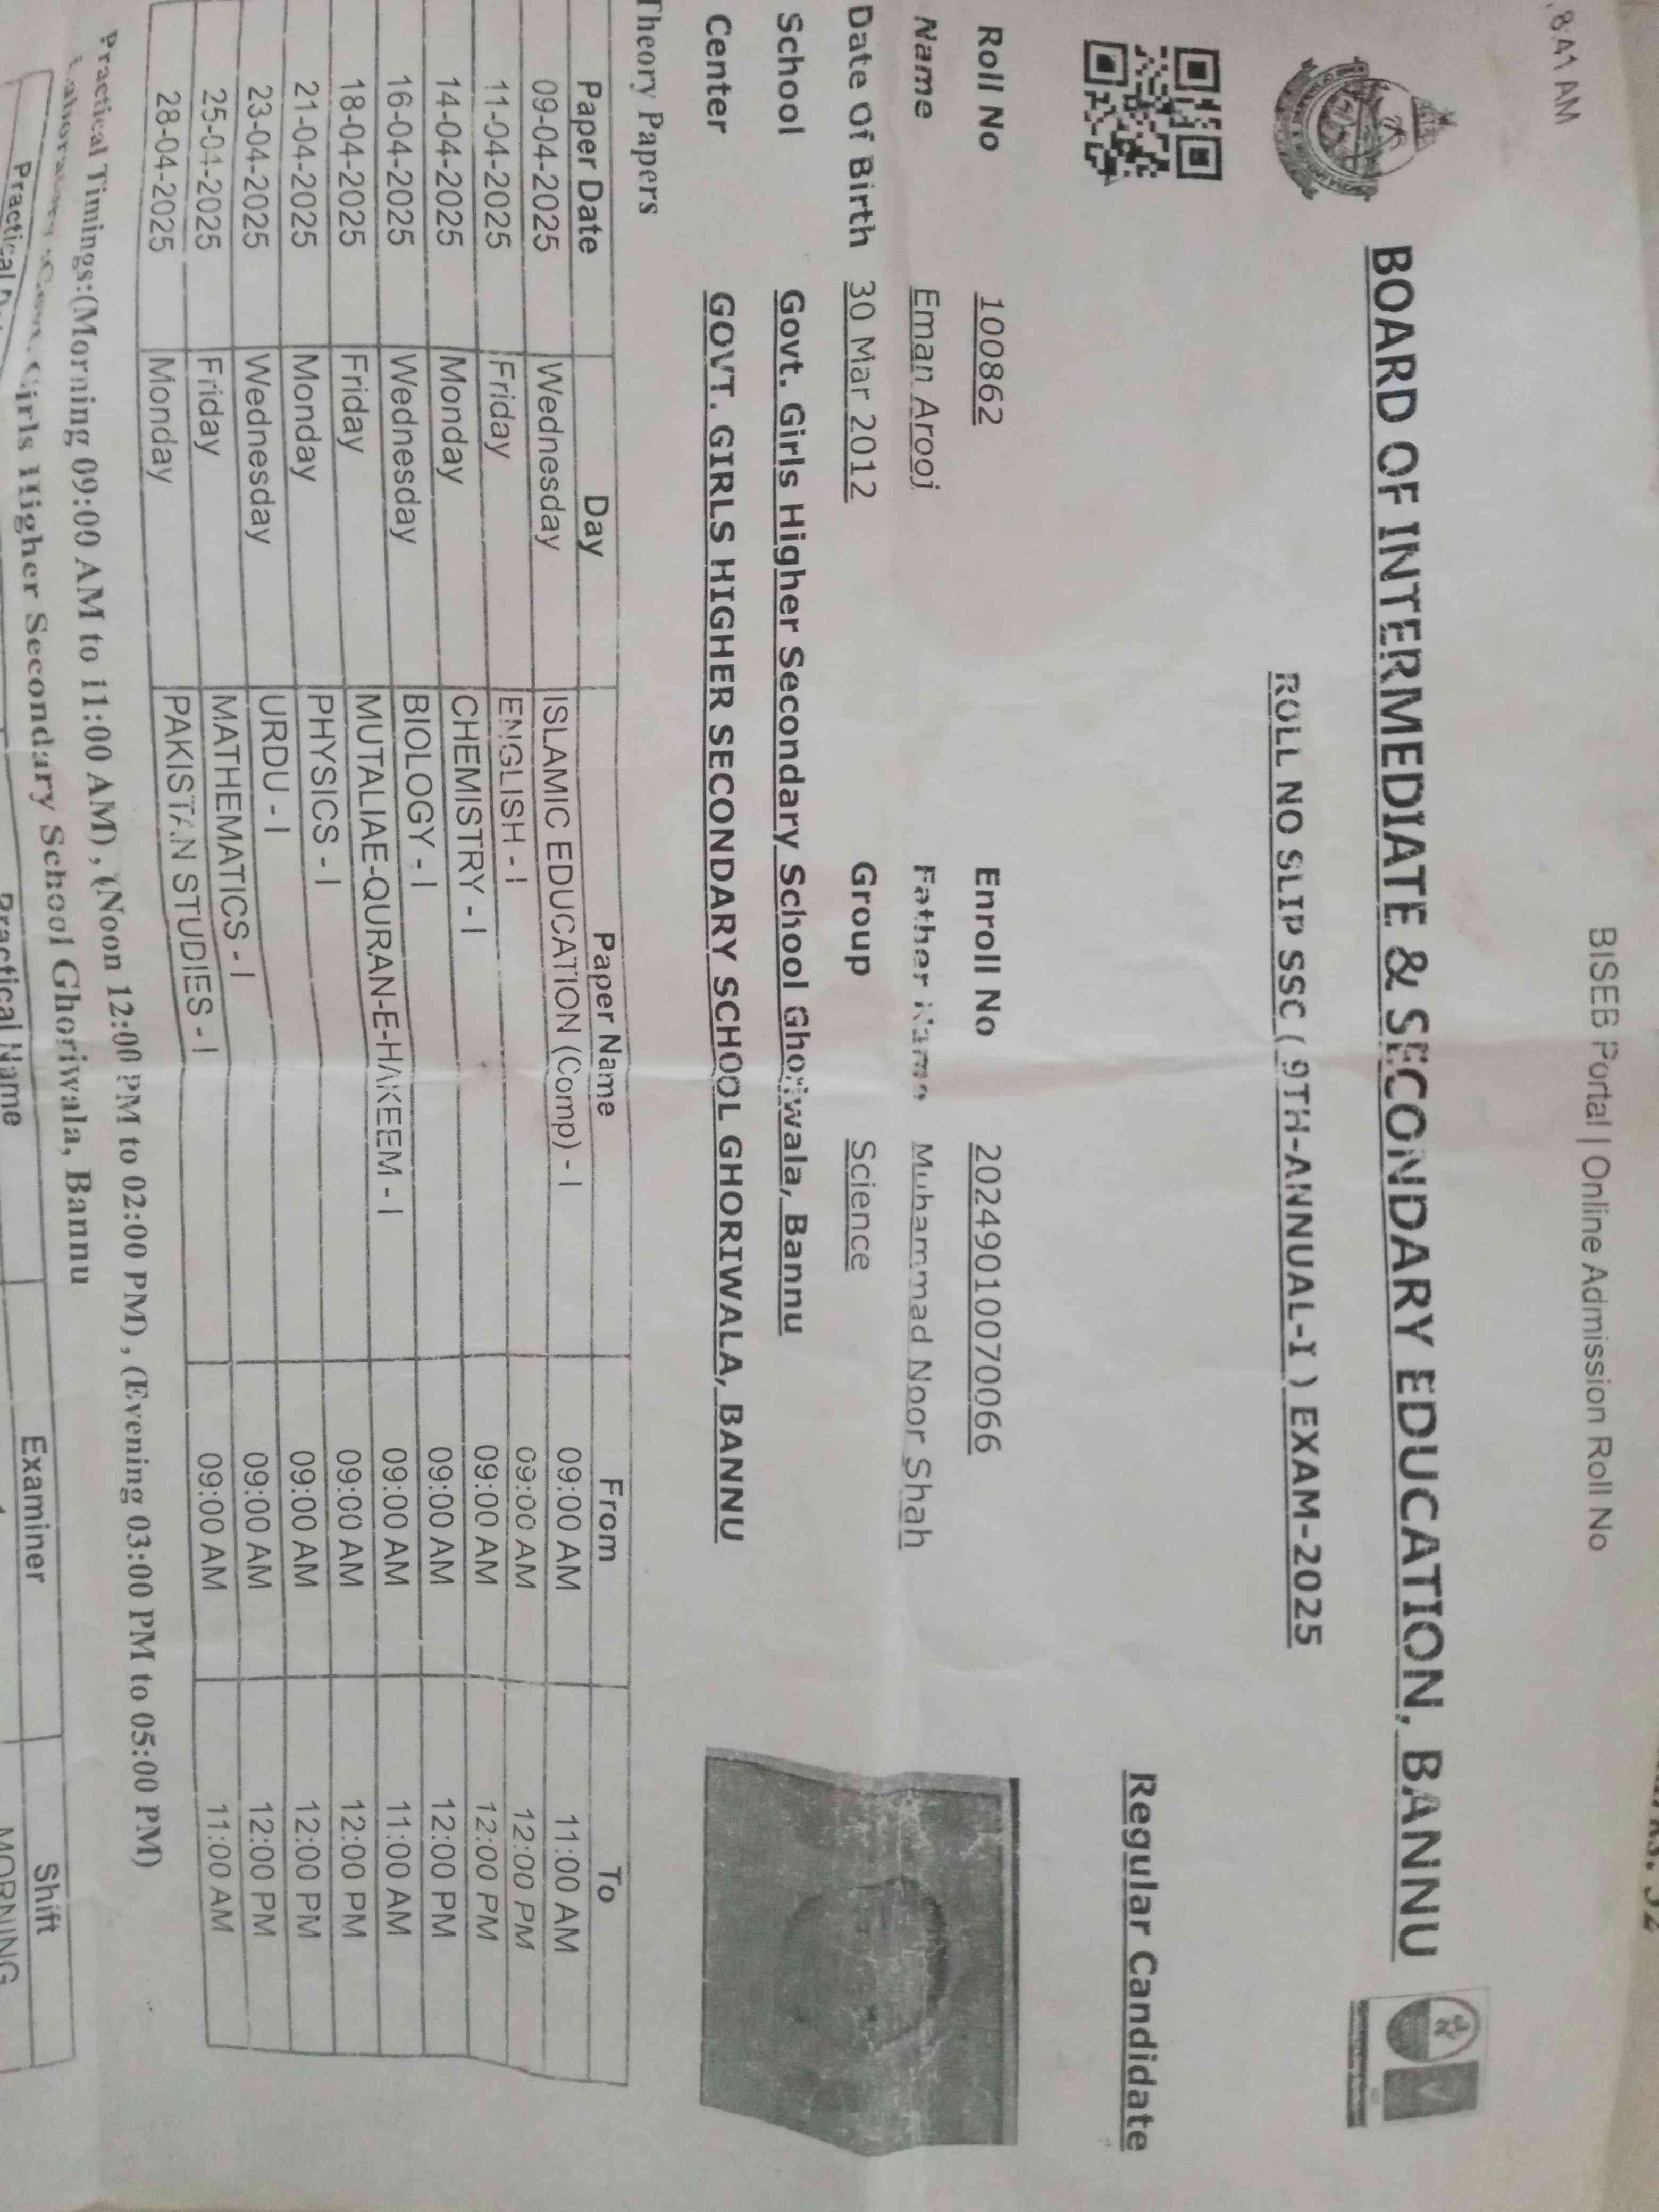 8:41 AM
BISEB Portal | Online Admission Roll No
BOARD OF INTERMEDIATE & SECONDARY EDUCATION, BANNU
ROLL NO SLIP SSC ( 9TH-ANNUAL-I ) EXAM-2025
Regular Candidate
Roll No 100862 Enroll No 20249010070066
Name Eman Arooj Father Name Muhammad Noor Shah
Date Of Birth 30 Mar 2012 Group Science
School Govt. Girls Higher Secondary School Ghoriwala, Bannu
Center GOVT. GIRLS HIGHER SECONDARY SCHOOL GHORIWALA, BANNU
Theory Papers
Paper Date Day Paper Name From To
09-04-2025 Wednesday ISLAMIC EDUCATION (Comp) - I 09:00 AM 11:00 AM
11-04-2025 Friday ENGLISH - I 09:00 AM 12:00 PM
14-04-2025 Monday CHEMISTRY - I 09:00 AM 12:00 PM
16-04-2025 Wednesday BIOLOGY - I 09:00 AM 12:00 PM
18-04-2025 Friday MUTALIAE-QURAN-E-HAKEEM - I 09:00 AM 11:00 AM
21-04-2025 Monday PHYSICS - I 09:00 AM 12:00 PM
23-04-2025 Wednesday URDU - I 09:00 AM 12:00 PM
25-04-2025 Friday MATHEMATICS - I 09:00 AM 12:00 PM
28-04-2025 Monday PAKISTAN STUDIES - I 09:00 AM 11:00 AM
Practical Timings:(Morning 09:00 AM to 11:00 AM) , (Noon 12:00 PM to 02:00 PM) , (Evening 03:00 PM to 05:00 PM)
Girls Higher Secondary School Ghoriwala, Bannu
Practical Practical Name Examiner Shift
MORNING